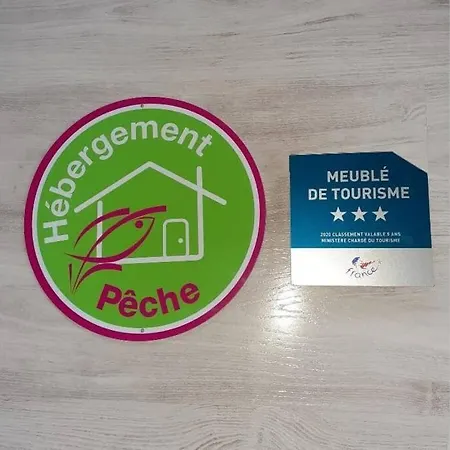 Hébergement
Pêche
MEUBLÉ
DE TOURISME
2020 CLASSEMENT VALABLE 5 ANS
MINISTÈRE CHARGÉ DU TOURISME
france